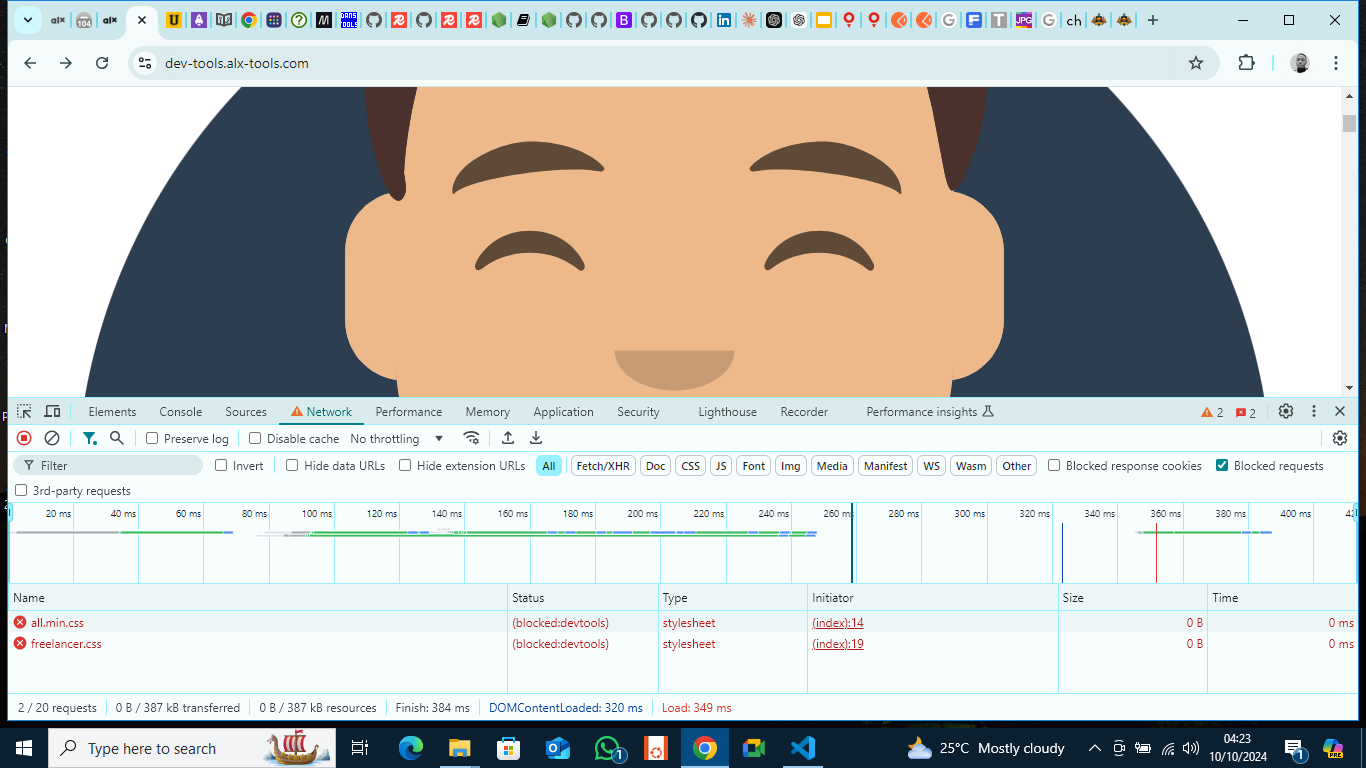 alx 104 alx U M DANS TOOLS B in G F T JPG G ch
dev-tools.alx-tools.com
Elements Console Sources Network Performance Memory Application Security Lighthouse Recorder Performance insights 2 2
Preserve log Disable cache No throttling
Filter Invert Hide data URLs Hide extension URLs All Fetch/XHR Doc CSS JS Font Img Media Manifest WS Wasm Other Blocked response cookies Blocked requests
3rd-party requests
20 ms 40 ms 60 ms 80 ms 100 ms 120 ms 140 ms 160 ms 180 ms 200 ms 220 ms 240 ms 260 ms 280 ms 300 ms 320 ms 340 ms 360 ms 380 ms 400 ms
Name Status Type Initiator Size Time
all.min.css (blocked:devtools) stylesheet (index):14 0 B 0 ms
freelancer.css (blocked:devtools) stylesheet (index):19 0 B 0 ms
2 / 20 requests 0 B / 387 kB transferred 0 B / 387 kB resources Finish: 384 ms DOMContentLoaded: 320 ms Load: 349 ms
Type here to search 1 25°C Mostly cloudy 04:23 1 PRE
10/10/2024